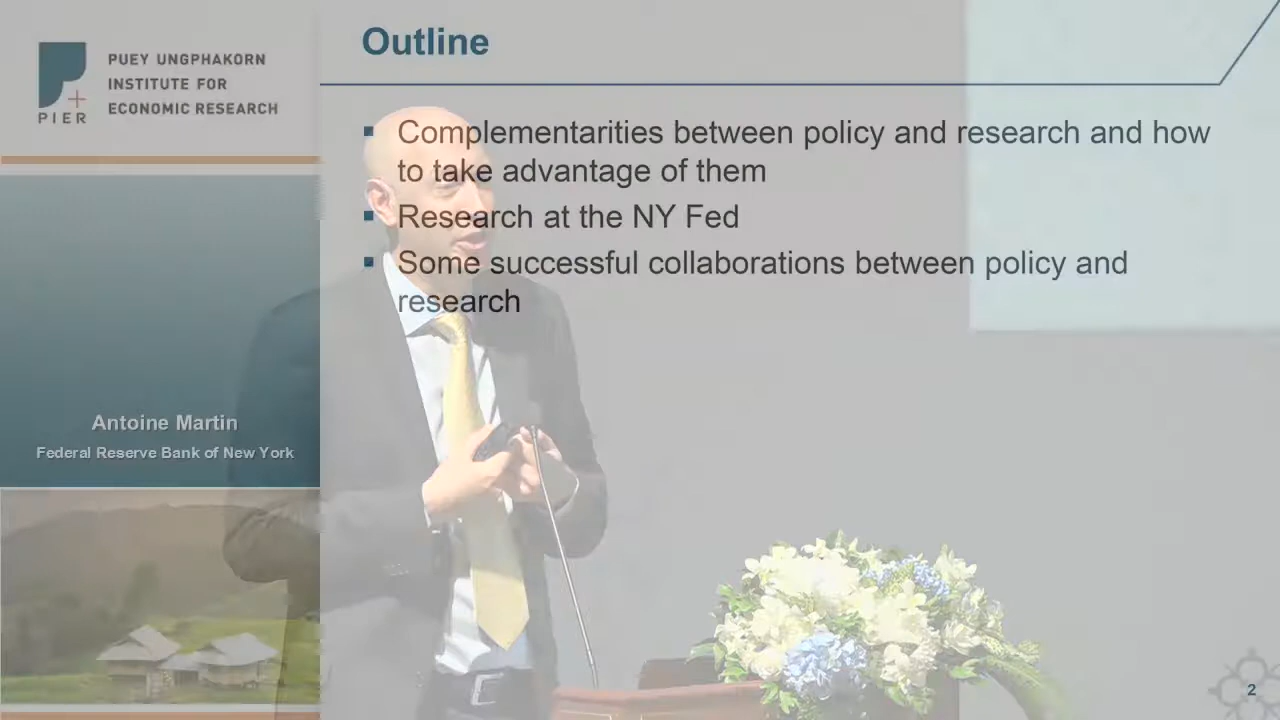 PUEY UNGPHAKORN
INSTITUTE FOR
ECONOMIC RESEARCH
PIER
Outline
Complementarities between policy and research and how
to take advantage of them
Research at the NY Fed
Some successful collaborations between policy and
research
Antoine Martin
Federal Reserve Bank of New York
2